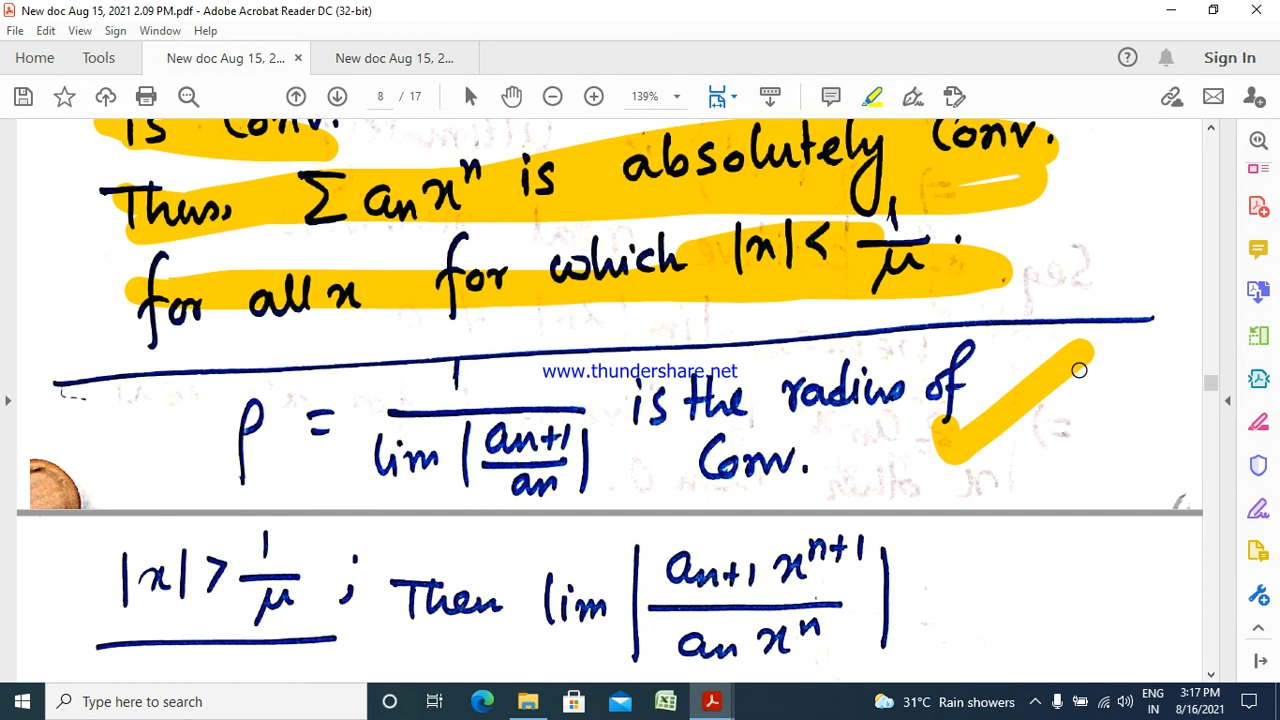 New doc Aug 15, 2021 2.09 PM.pdf - Adobe Acrobat Reader DC (32-bit)
File Edit View Sign Window Help
Home Tools New doc Aug 15, 2... × New doc Aug 15, 2... Sign In
8 / 17 139%
is Conv.
Thus, ∑ anxⁿ is absolutely Conv.
for all x for which |x| < 1/μ.
ρ = 1/lim|an+1/an| is the radius of
Conv.
www.thundershare.net
|x| > 1/μ ; Then lim |an+1 xⁿ⁺¹/an xⁿ|
Type here to search 31°C Rain showers ENG IN 3:17 PM 8/16/2021